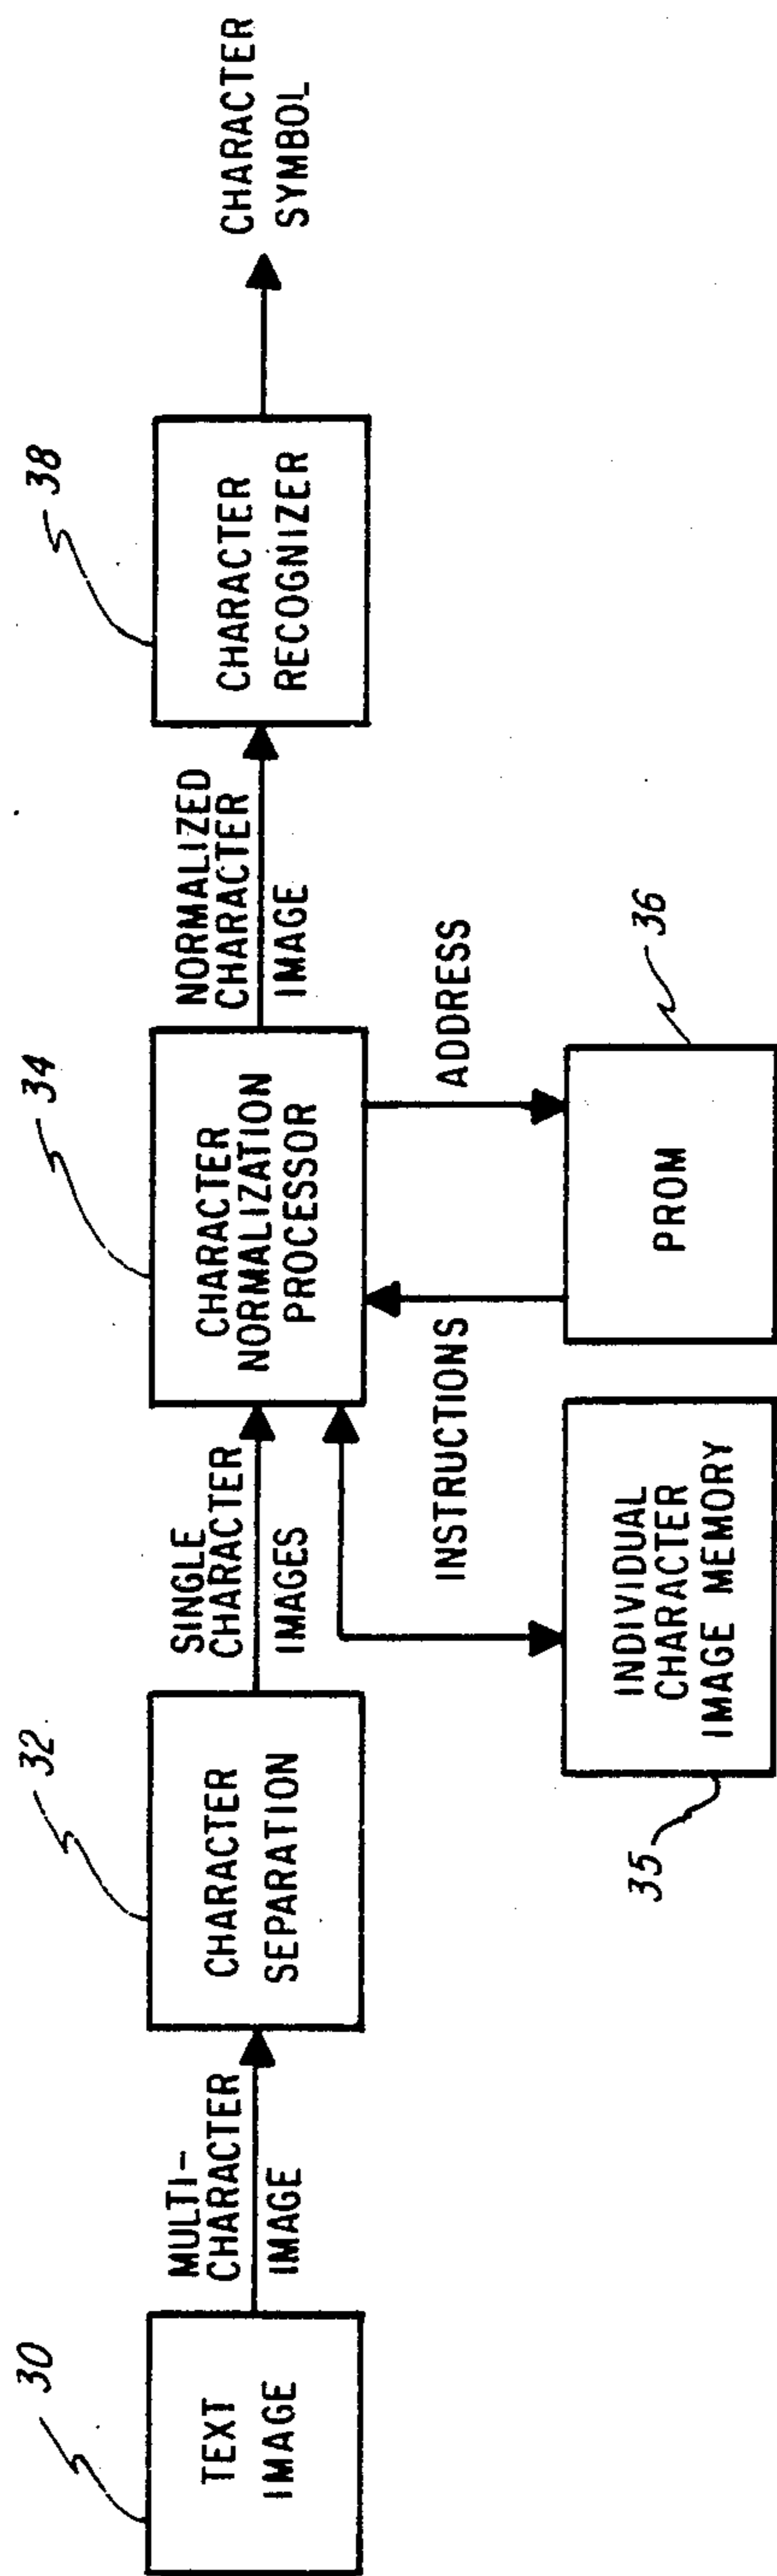 30
TEXT
IMAGE
MULTI-
CHARACTER
IMAGE
32
CHARACTER
SEPARATION
SINGLE
CHARACTER
IMAGES
34
CHARACTER
NORMALIZATION
PROCESSOR
NORMALIZED
CHARACTER
IMAGE
38
CHARACTER
RECOGNIZER
CHARACTER
SYMBOL
INSTRUCTIONS
ADDRESS
35
INDIVIDUAL
CHARACTER
IMAGE MEMORY
36
PROM